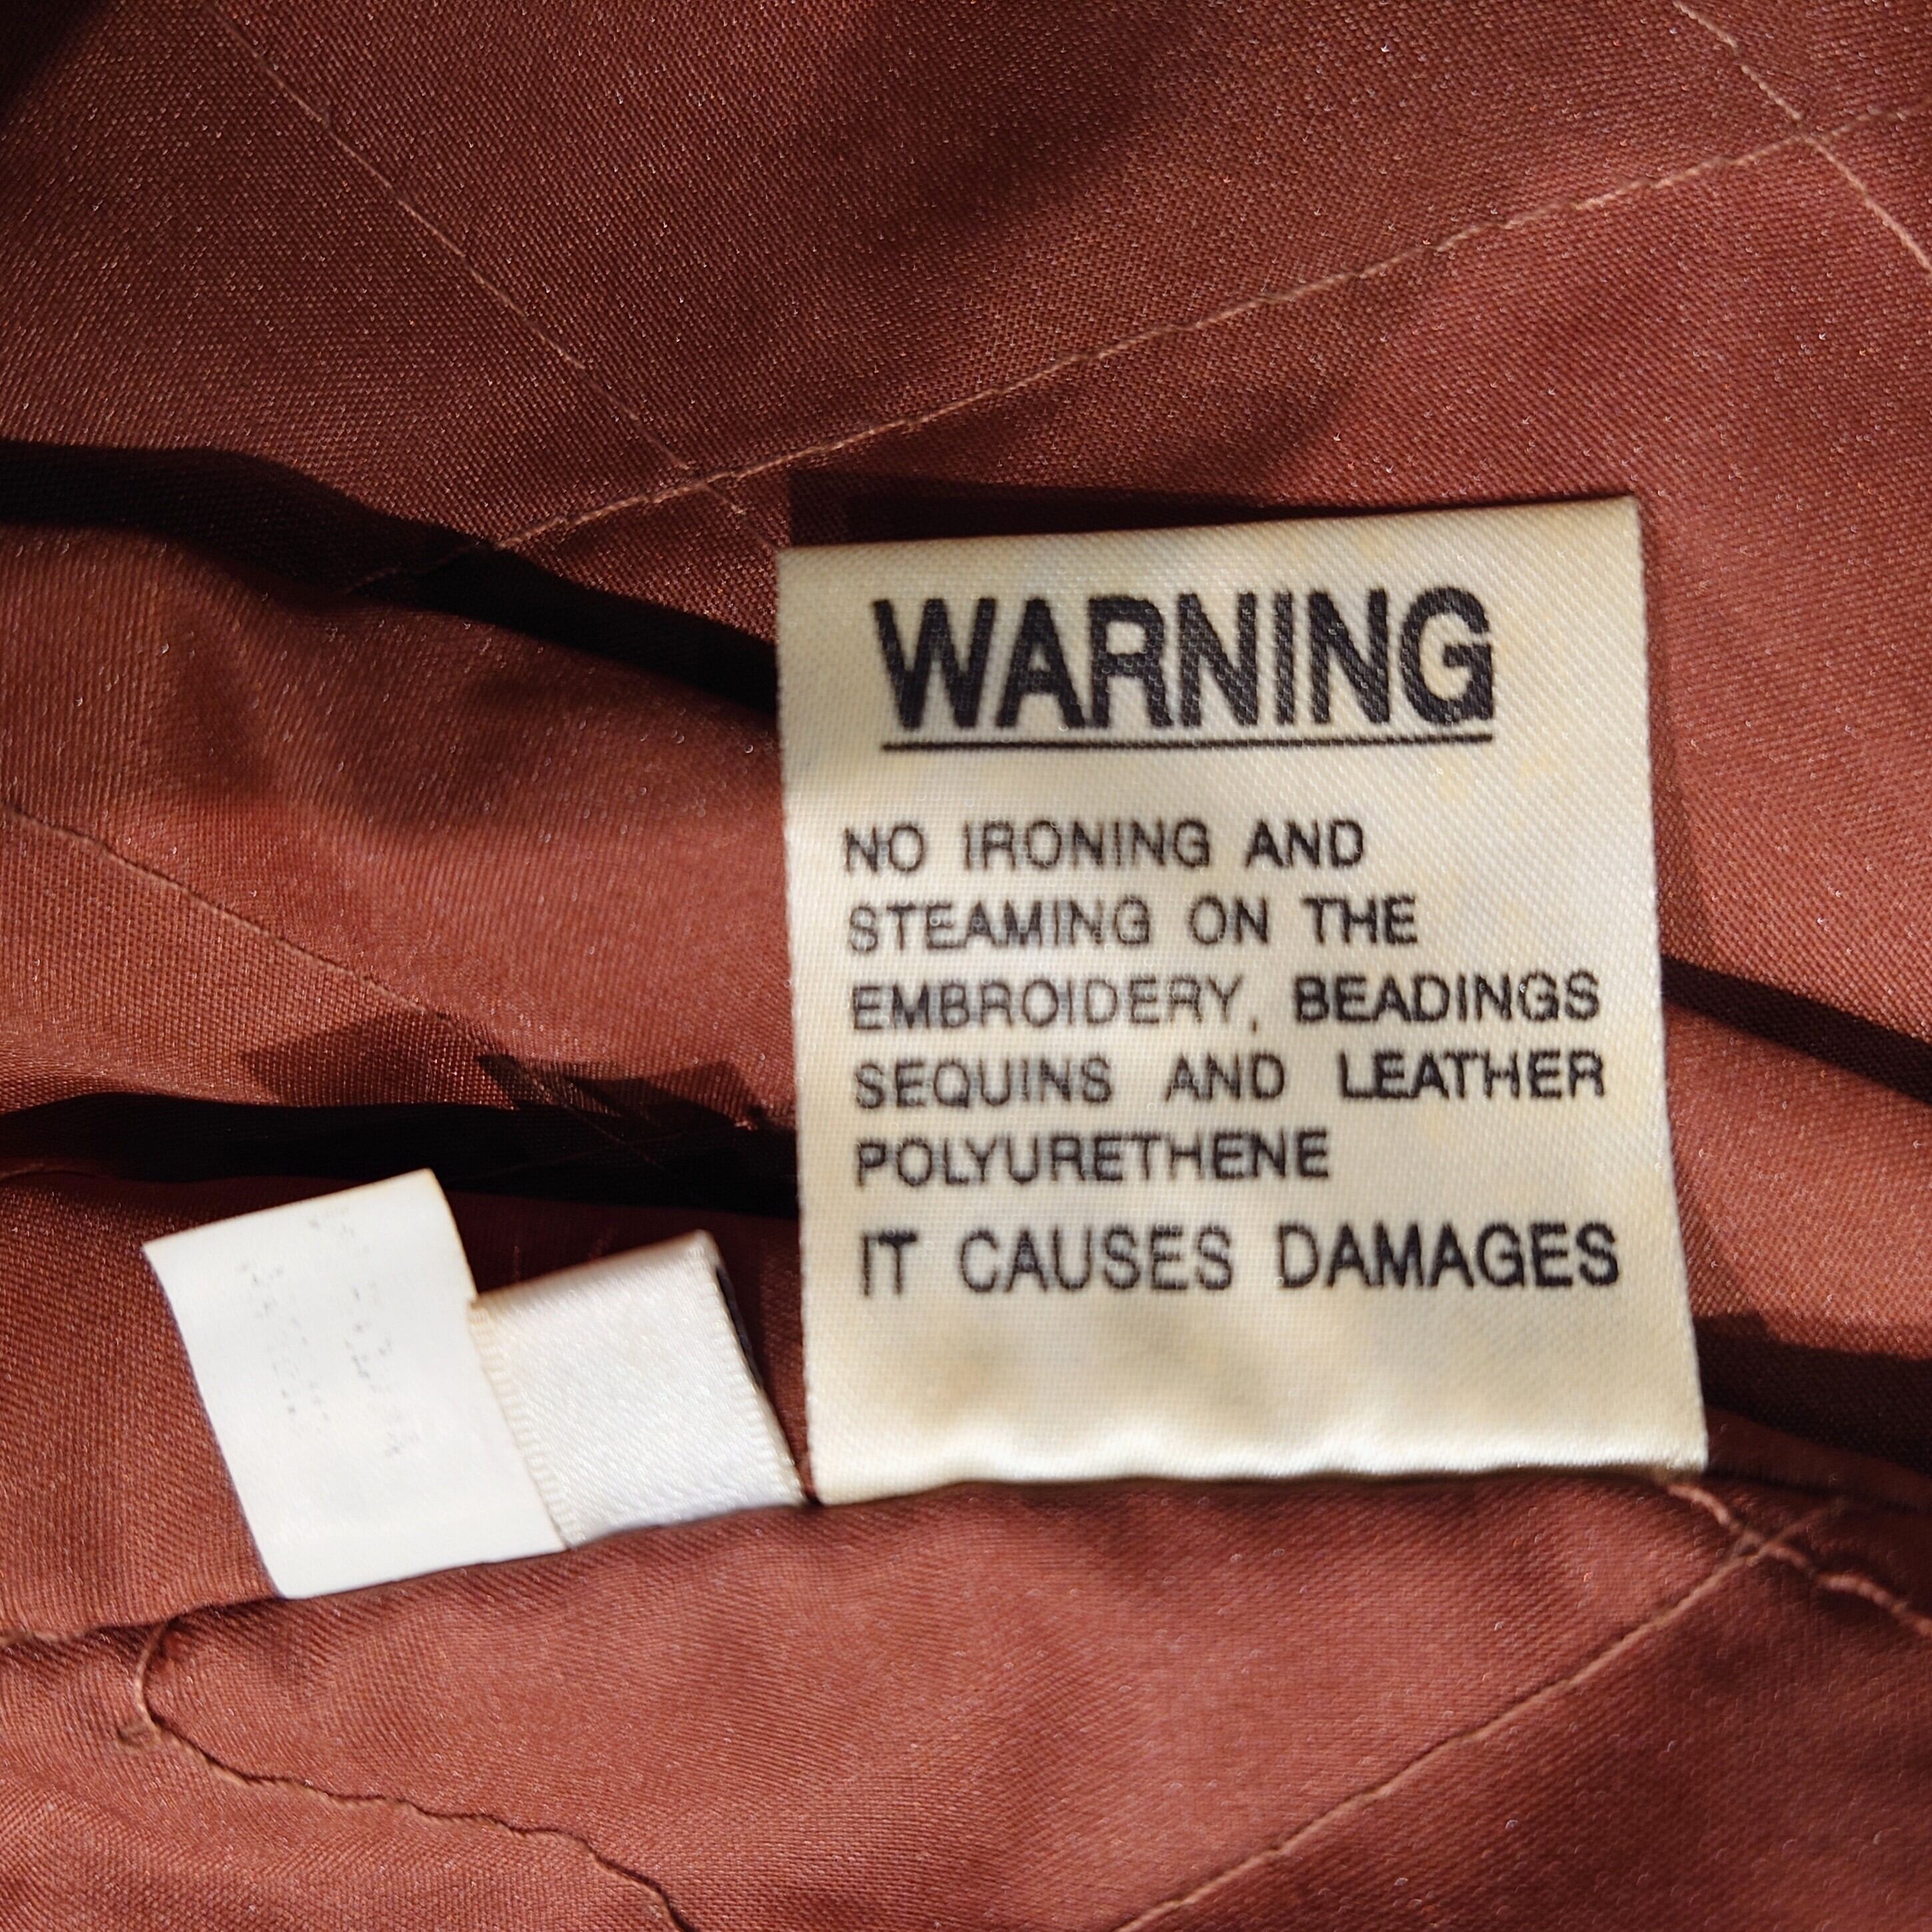 WARNING
NO IRONING AND
STEAMING ON THE
EMBROIDERY, BEADINGS
SEQUINS AND LEATHER
POLYURETHENE
IT CAUSES DAMAGES